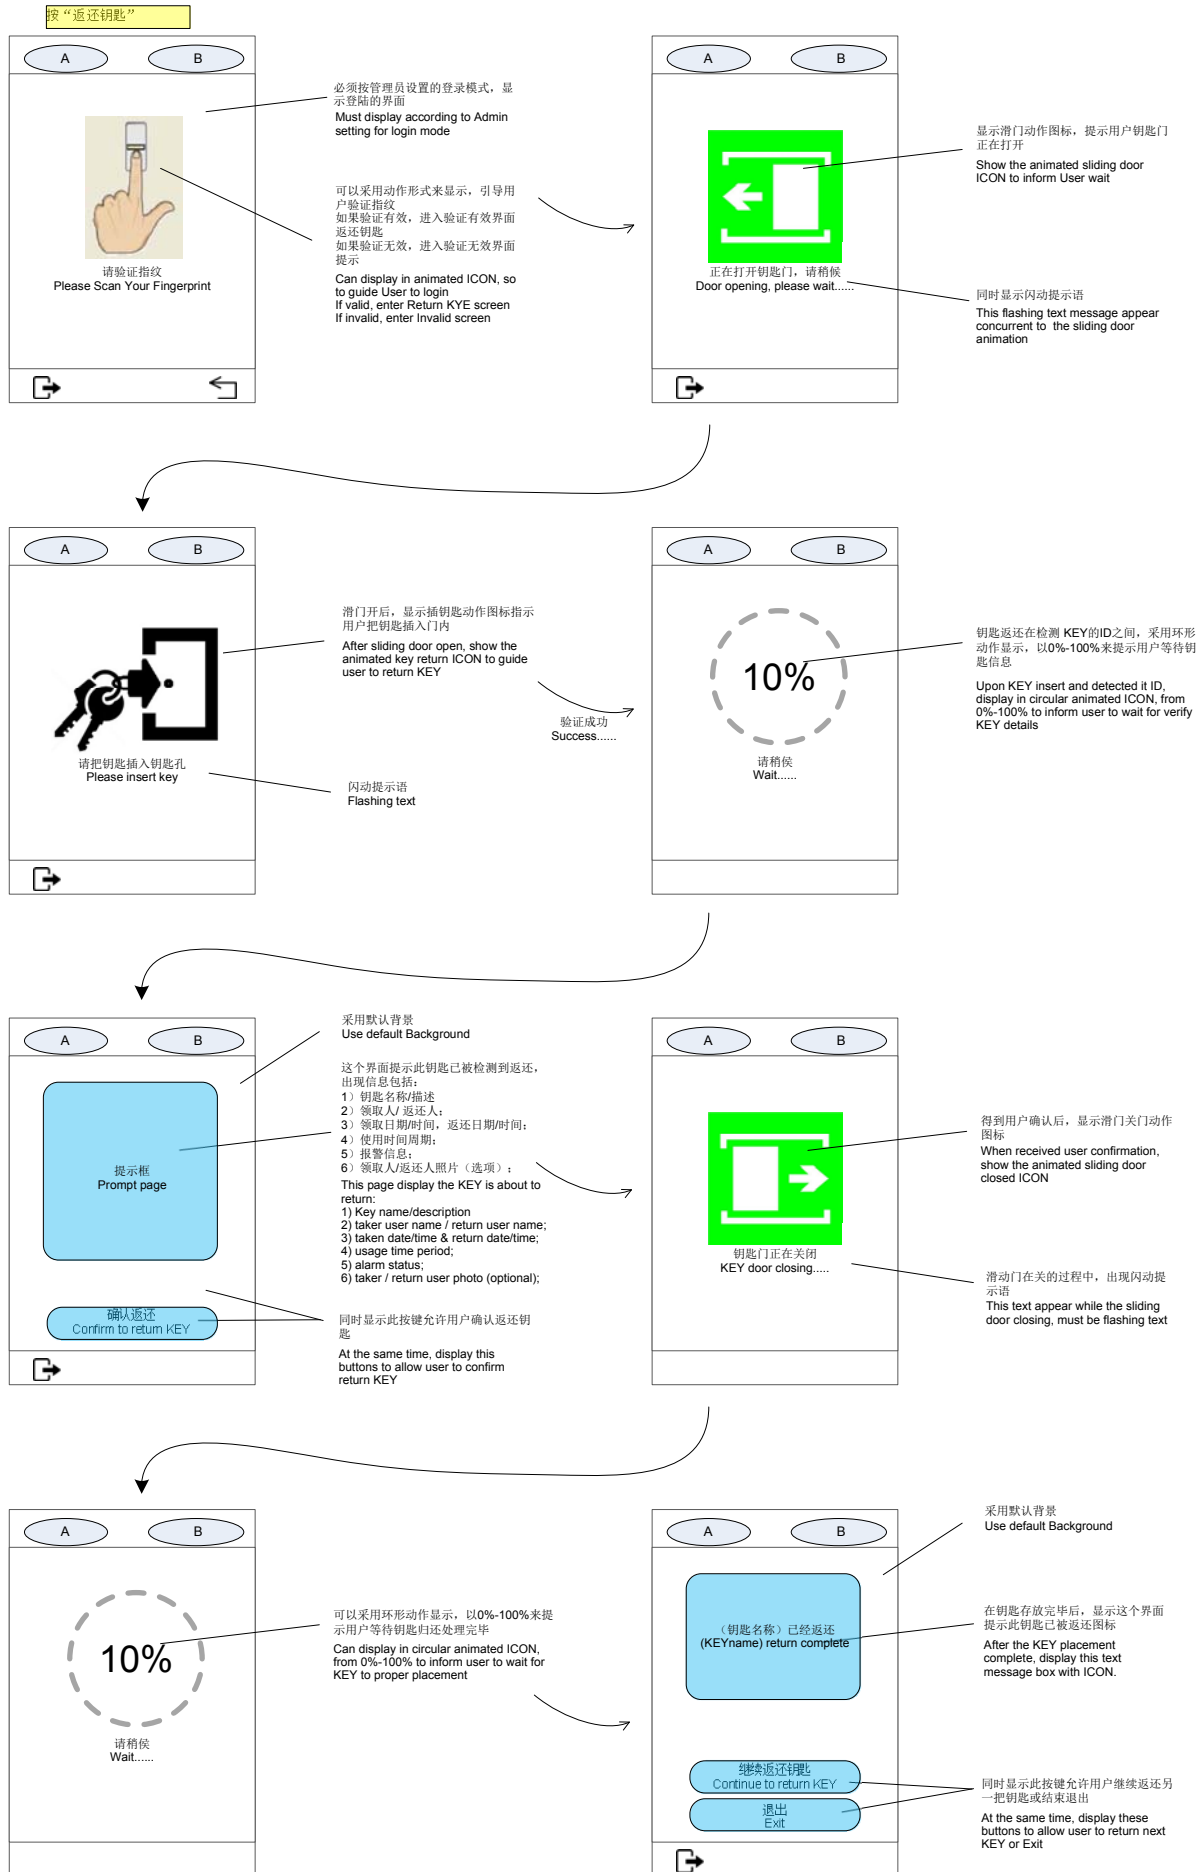 按“返还钥匙”
A
B
必须按管理员设置的登录模式，显
示登陆的界面
Must display according to Admin
setting for login mode
可以采用动作形式来显示，引导用
户验证指纹
如果验证有效，进入验证有效界面
返还钥匙
如果验证无效，进入验证无效界面
提示
Can display in animated ICON, so
to guide User to login
If valid, enter Return KYE screen
If invalid, enter Invalid screen
请验证指纹
Please Scan Your Fingerprint
A
B
显示滑门动作图标，提示用户钥匙门
正在打开
Show the animated sliding door
ICON to inform User wait
正在打开钥匙门，请稍候
Door opening, please wait......
同时显示闪动提示语
This flashing text message appear
concurrent to the sliding door
animation
A
B
滑门开后，显示插钥匙动作图标指示
用户把钥匙插入门内
After sliding door open, show the
animated key return ICON to guide
user to return KEY
请把钥匙插入钥匙孔
Please insert key
闪动提示语
Flashing text
验证成功
Success......
A
B
10%
请稍侯
Wait......
钥匙返还在检测 KEY的ID之间，采用环形
动作显示，以0%-100%来提示用户等待钥
匙信息
Upon KEY insert and detected it ID,
display in circular animated ICON, from
0%-100% to inform user to wait for verify
KEY details
A
B
采用默认背景
Use default Background
提示框
Prompt page
这个界面提示此钥匙已被检测到返还，
出现信息包括：
1）钥匙名称/描述
2）领取人/ 返还人；
3）领取日期/时间，返还日期/时间；
4）使用时间周期；
5）报警信息；
6）领取人/返还人照片（选项）；
This page display the KEY is about to
return:
1) Key name/description
2) taker user name / return user name;
3) taken date/time & return date/time;
4) usage time period;
5) alarm status;
6) taker / return user photo (optional);
确认返还
Confirm to return KEY
同时显示此按键允许用户确认返还钥
匙
At the same time, display this
buttons to allow user to confirm
return KEY
A
B
得到用户确认后，显示滑门关门动作
图标
When received user confirmation,
show the animated sliding door
closed ICON
钥匙门正在关闭
KEY door closing.....
滑动门在关的过程中，出现闪动提
示语
This text appear while the sliding
door closing, must be flashing text
A
B
10%
请稍侯
Wait......
可以采用环形动作显示，以0%-100%来提
示用户等待钥匙归还处理完毕
Can display in circular animated ICON,
from 0%-100% to inform user to wait for
KEY to proper placement
A
B
采用默认背景
Use default Background
（钥匙名称）已经返还
(KEYname) return complete
在钥匙存放完毕后，显示这个界面
提示此钥匙已被返还图标
After the KEY placement
complete, display this text
message box with ICON.
继续返还钥匙
Continue to return KEY
退出
Exit
同时显示此按键允许用户继续返还另
一把钥匙或结束退出
At the same time, display these
buttons to allow user to return next
KEY or Exit